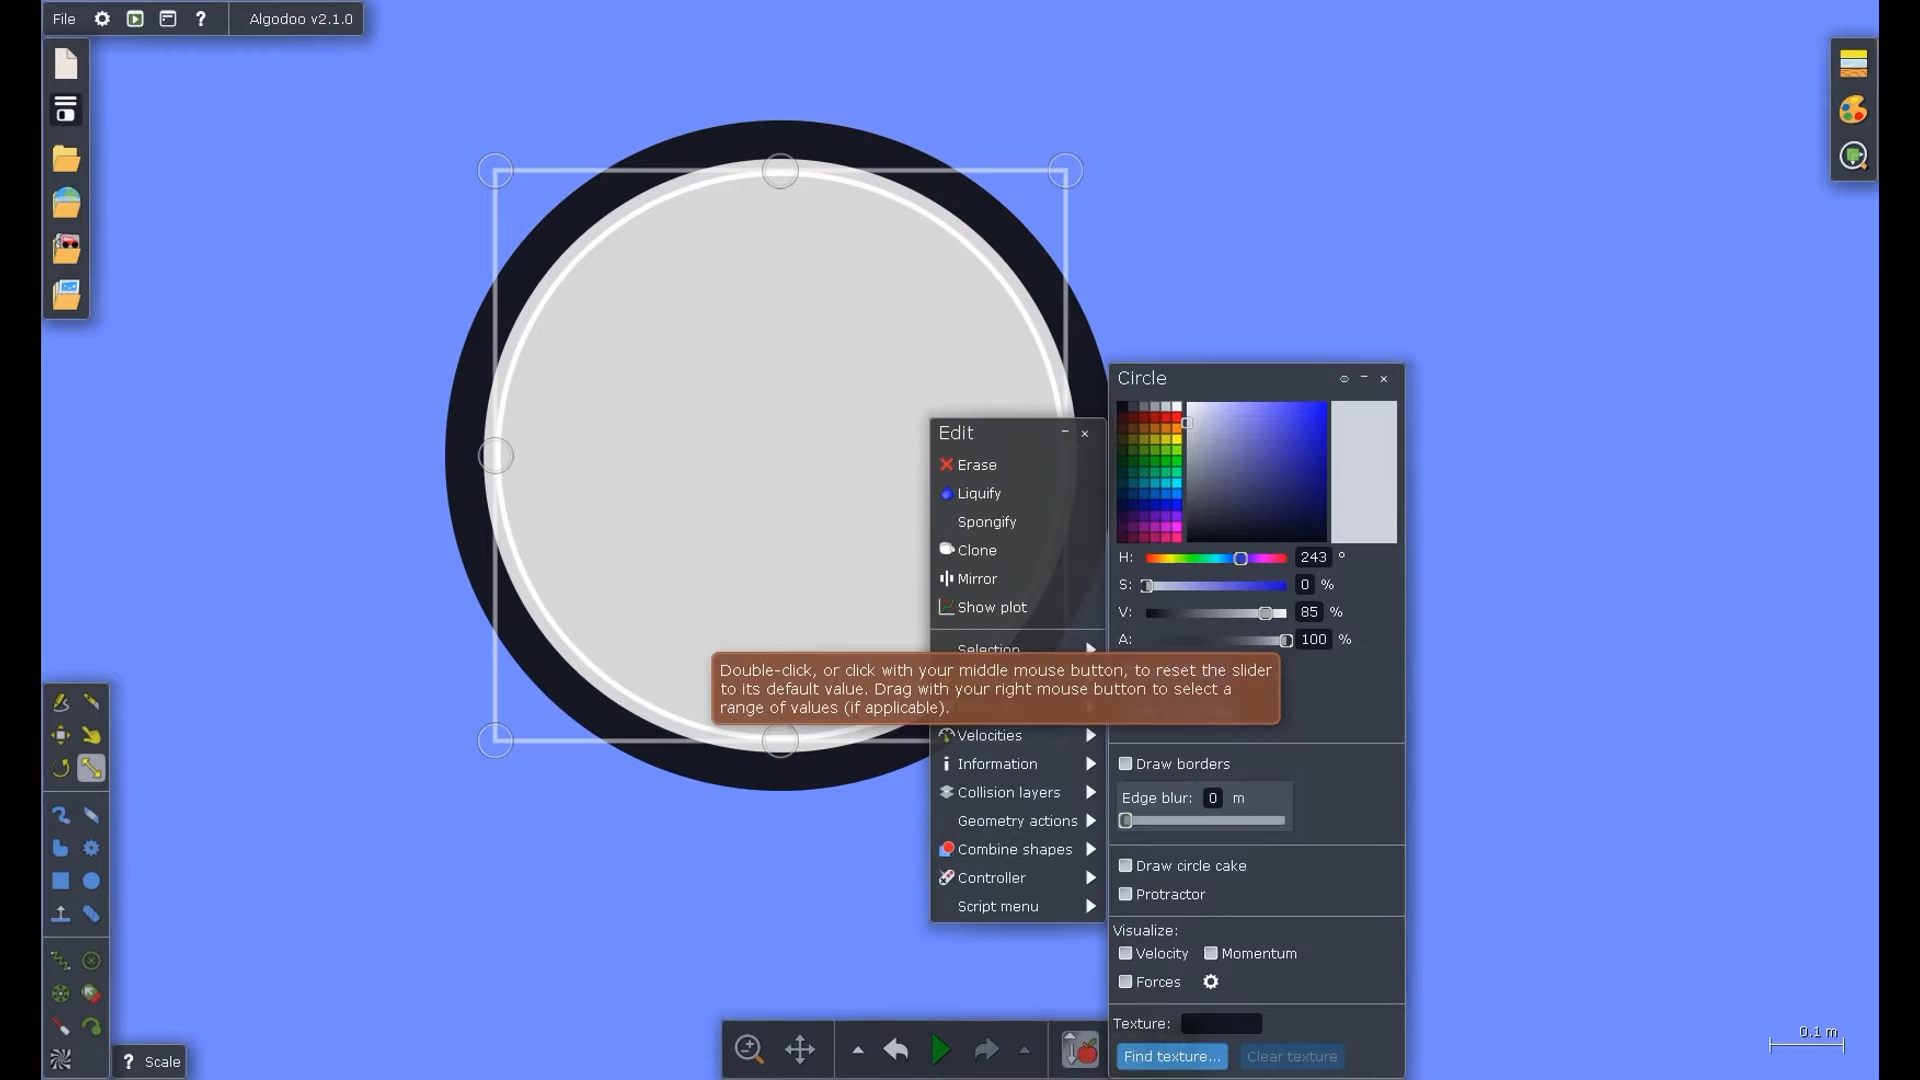 File
Algodoo v2.1.0
Circle
Edit
Erase
Liquify
Spongify
Clone
Mirror
Show plot
Selection
H: 243 °
S: 0 %
V: 85 %
A: 100 %
Double-click, or click with your middle mouse button, to reset the slider
to its default value. Drag with your right mouse button to select a
range of values (if applicable).
Velocities
Information
Collision layers
Geometry actions
Combine shapes
Controller
Script menu
Draw borders
Edge blur: 0 m
Draw circle cake
Protractor
Visualize:
Velocity Momentum
Forces
Texture:
Find texture... Clear texture
? Scale
0.1 m